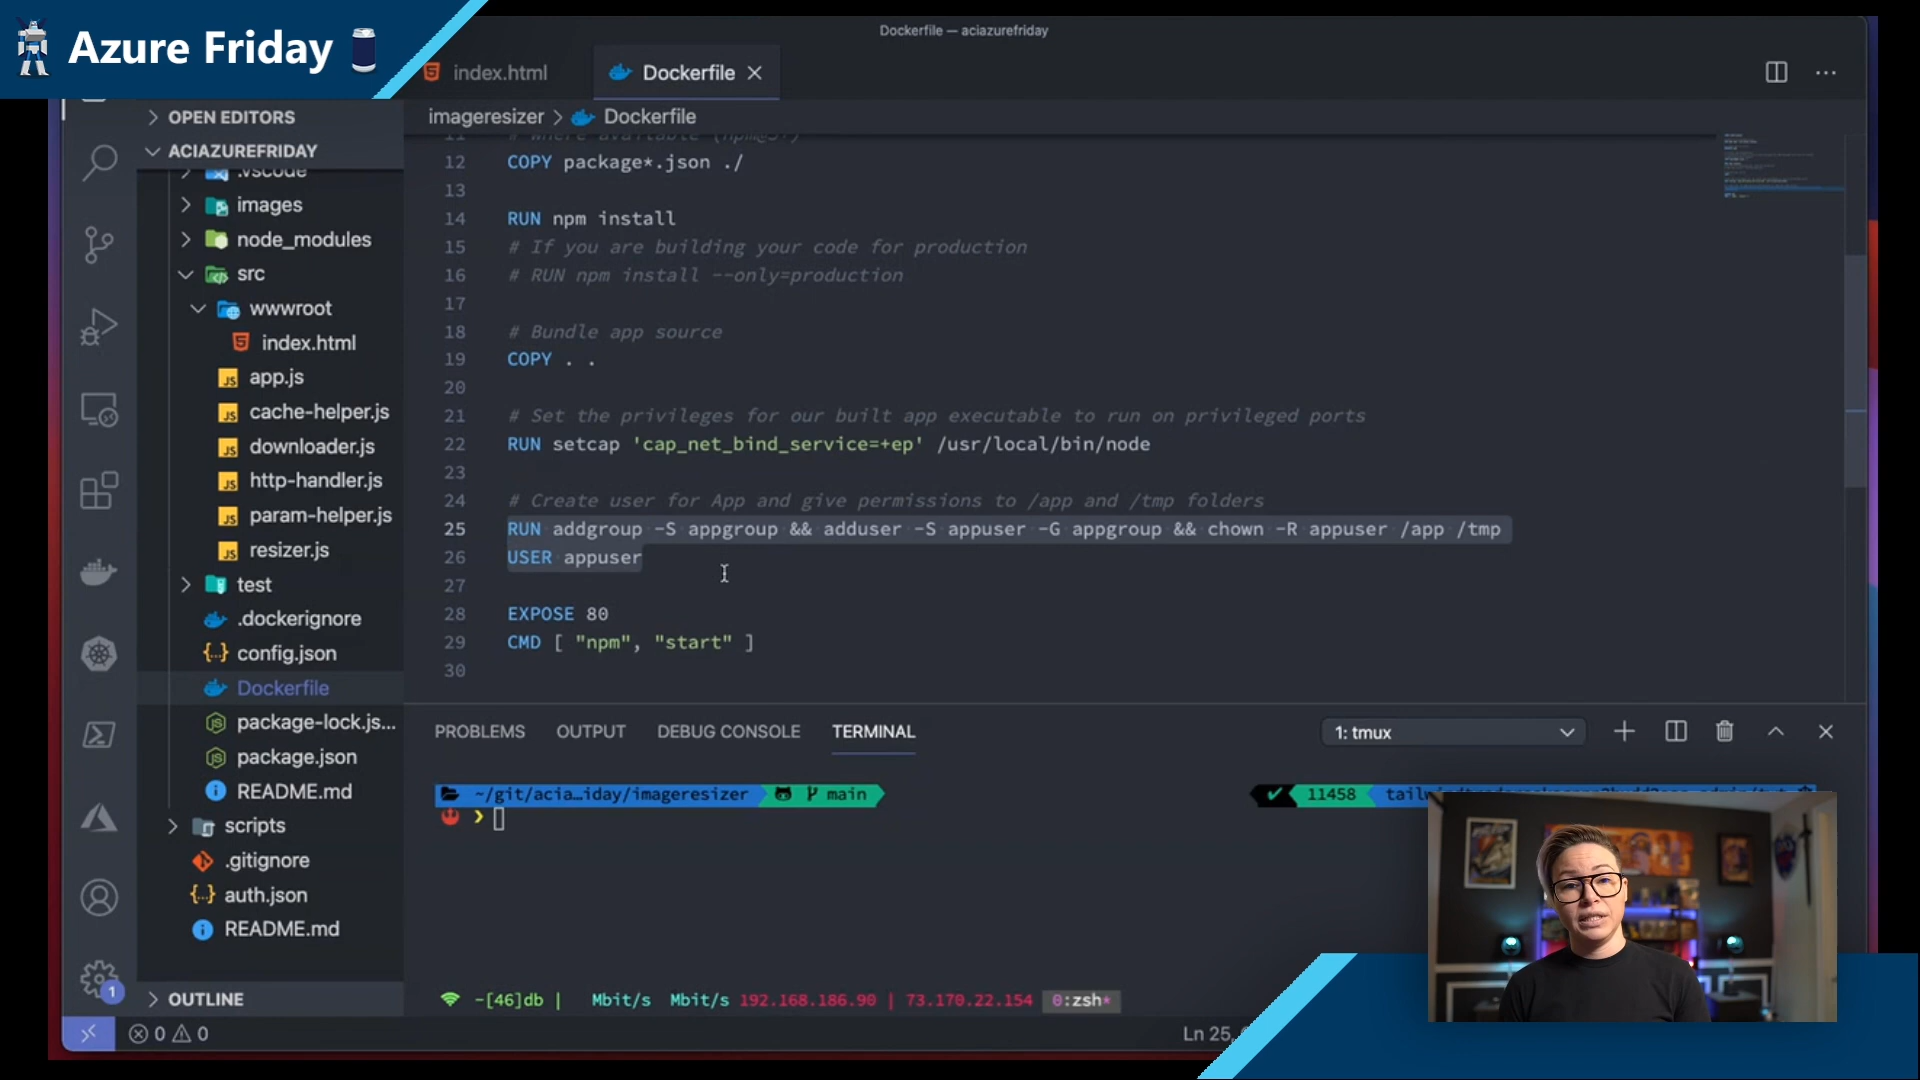 Azure Friday
Dockerfile — aciazurefriday
index.html
Dockerfile
imageresizer > Dockerfile
OPEN EDITORS
ACIAZUREFRIDAY
.vscode
images
node_modules
src
wwwroot
index.html
app.js
cache-helper.js
downloader.js
http-handler.js
param-helper.js
resizer.js
test
.dockerignore
config.json
Dockerfile
package-lock.js...
package.json
README.md
scripts
.gitignore
auth.json
README.md
OUTLINE
11 # where available (npm@5+)
12 COPY package*.json ./
13
14 RUN npm install
15 # If you are building your code for production
16 # RUN npm install --only=production
17
18 # Bundle app source
19 COPY . .
20
21 # Set the privileges for our built app executable to run on privileged ports
22 RUN setcap 'cap_net_bind_service=+ep' /usr/local/bin/node
23
24 # Create user for App and give permissions to /app and /tmp folders
25 RUN addgroup -S appgroup && adduser -S appuser -G appgroup && chown -R appuser /app /tmp
26 USER appuser
27
28 EXPOSE 80
29 CMD [ "npm", "start" ]
30
PROBLEMS OUTPUT DEBUG CONSOLE TERMINAL 1: tmux
~/git/acia…iday/imageresizer main ✔ 11458
❯
-[46]db | Mbit/s Mbit/s 192.168.186.90 | 73.170.22.154 0:zsh*
1
0 0 Ln 25,